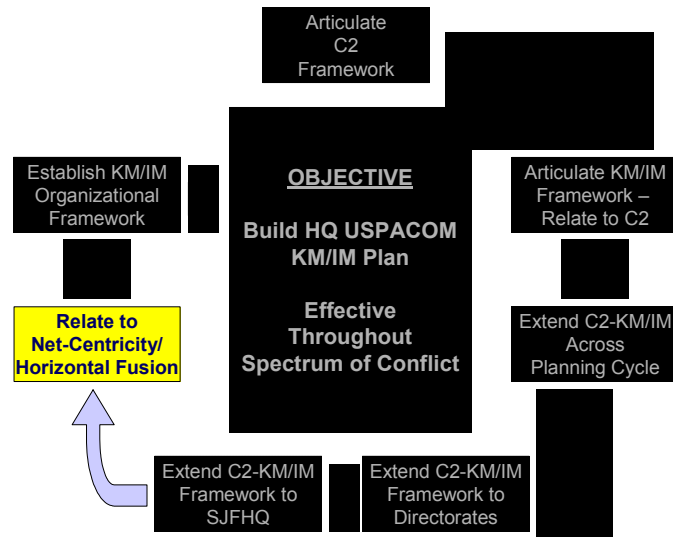 Articulate
C2
Framework
Establish KM/IM
Organizational
Framework
OBJECTIVE
Build HQ USPACOM
KM/IM Plan
Effective
Throughout
Spectrum of Conflict
Articulate KM/IM
Framework –
Relate to C2
Relate to
Net-Centricity/
Horizontal Fusion
Extend C2-KM/IM
Across
Planning Cycle
Extend C2-KM/IM
Framework to
SJFHQ
Extend C2-KM/IM
Framework to
Directorates